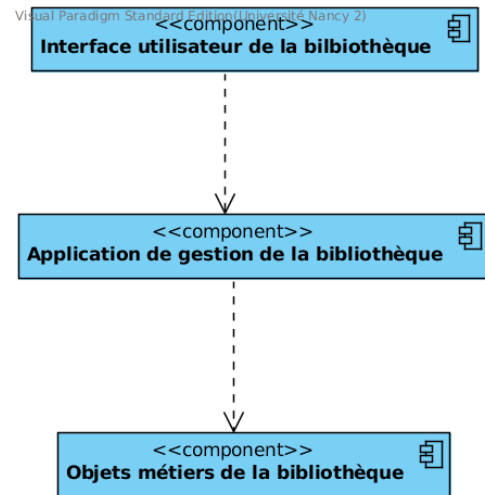 Visual Paradigm Standard Edition(Université Nancy 2)
<<component>>
Interface utilisateur de la bilbiothèque
<<component>>
Application de gestion de la bibliothèque
<<component>>
Objets métiers de la bibliothèque